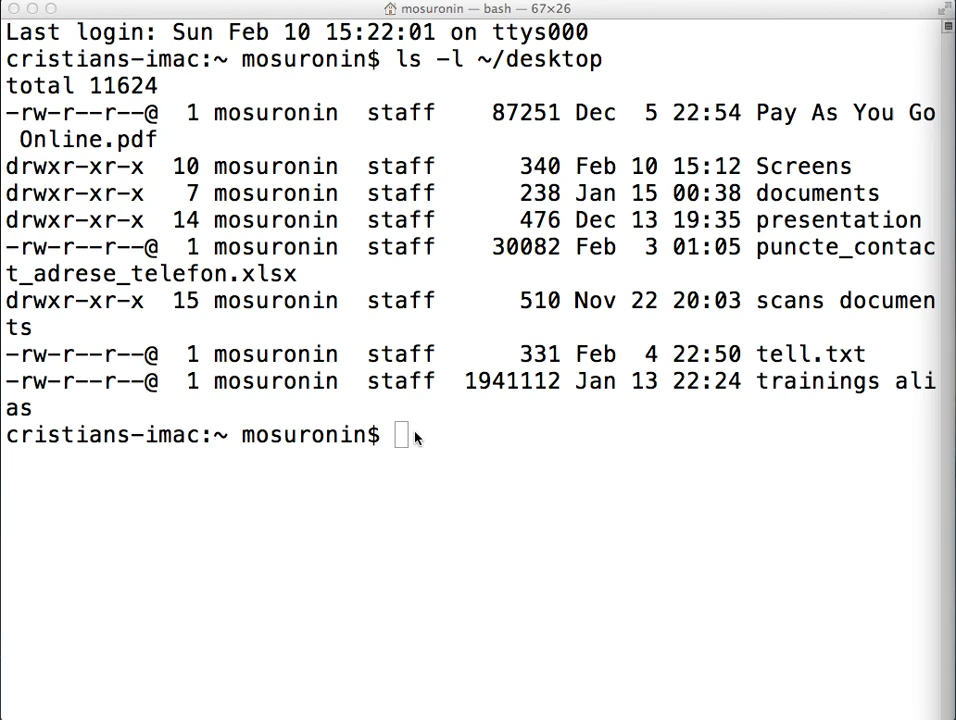 mosuronin — bash — 67×26
Last login: Sun Feb 10 15:22:01 on ttys000
cristians-imac:~ mosuronin$ ls -l ~/desktop
total 11624
-rw-r--r--@  1 mosuronin  staff    87251 Dec  5 22:54 Pay As You Go
 Online.pdf
drwxr-xr-x  10 mosuronin  staff      340 Feb 10 15:12 Screens
drwxr-xr-x   7 mosuronin  staff      238 Jan 15 00:38 documents
drwxr-xr-x  14 mosuronin  staff      476 Dec 13 19:35 presentation
-rw-r--r--@  1 mosuronin  staff    30082 Feb  3 01:05 puncte_contac
t_adrese_telefon.xlsx
drwxr-xr-x  15 mosuronin  staff      510 Nov 22 20:03 scans documen
ts
-rw-r--r--@  1 mosuronin  staff      331 Feb  4 22:50 tell.txt
-rw-r--r--@  1 mosuronin  staff  1941112 Jan 13 22:24 trainings ali
as
cristians-imac:~ mosuronin$